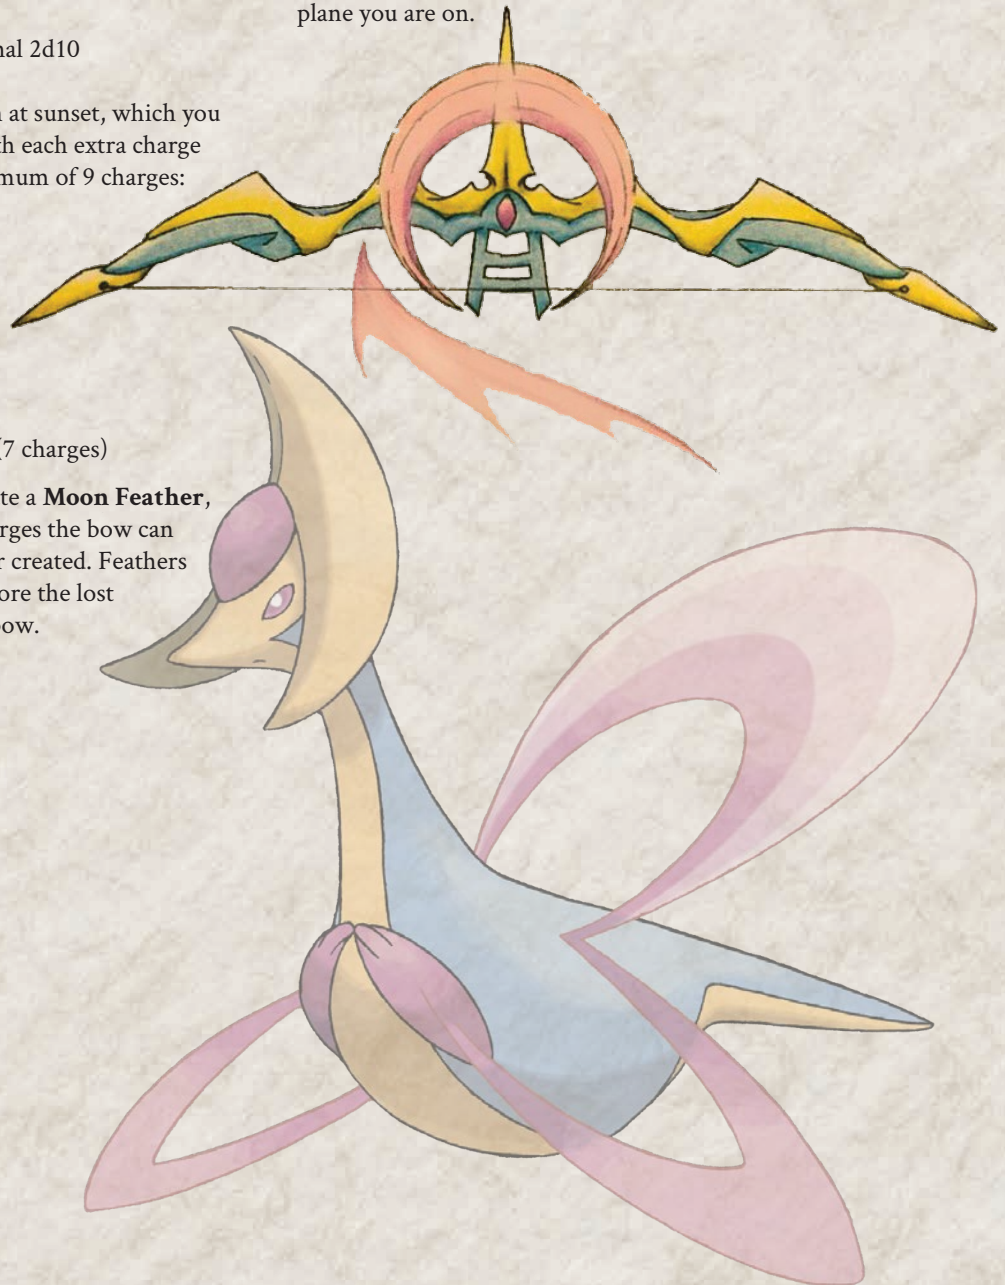 nal 2d10
at sunset, which you
th each extra charge
mum of 9 charges:
(7 charges)
te a Moon Feather,
rges the bow can
r created. Feathers
ore the lost
bow.
plane you are on.